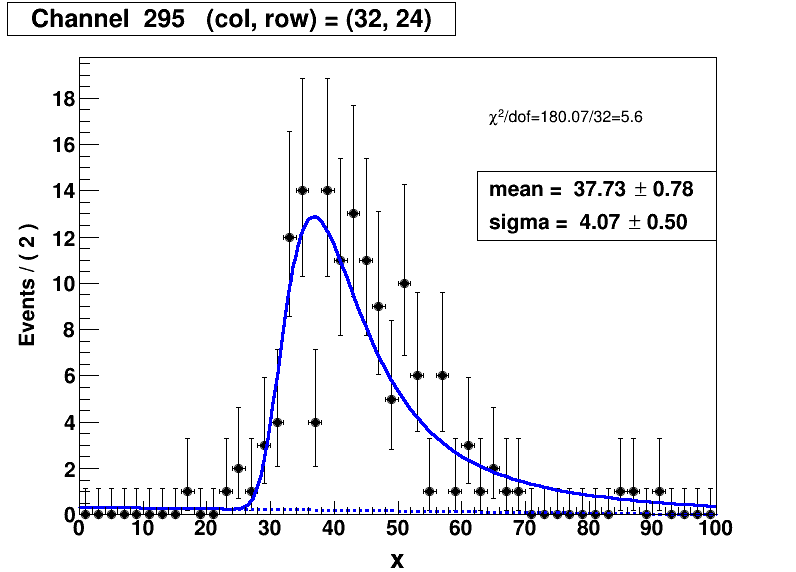 Channel 295 (col, row) = (32, 24)
χ²/dof=180.07/32=5.6
mean = 37.73 ± 0.78
sigma = 4.07 ± 0.50
Events / ( 2 )
18
16
14
12
10
8
6
4
2
0
0 10 20 30 40 50 60 70 80 90 100
x